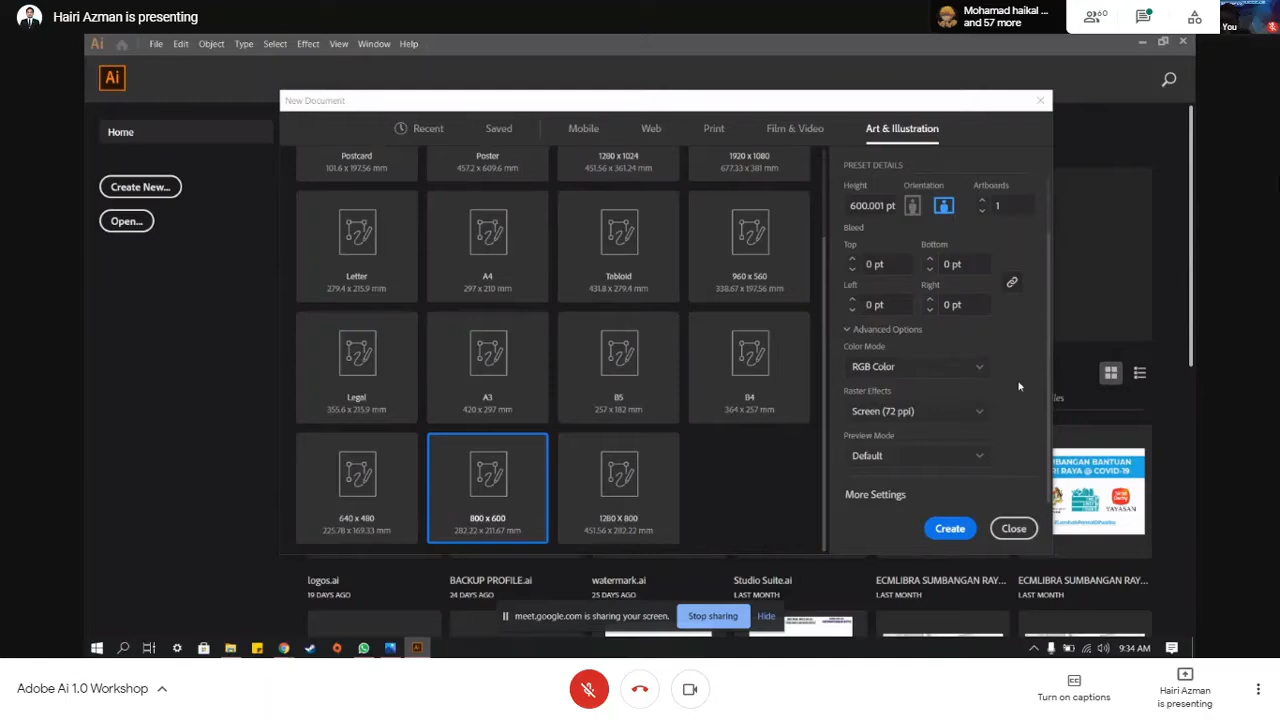 Hairi Azman is presenting
Mohamad haikal ...
and 57 more
60
You
Ai
File Edit Object Type Select Effect View Window Help
Ai
New Document
Home
Create New...
Open...
Recent Saved Mobile Web Print Film & Video Art & Illustration
Postcard
101.6 x 197.56 mm
Poster
457.2 x 609.6 mm
1280 x 1024
451.56 x 361.24 mm
1920 x 1080
677.33 x 381 mm
Letter
279.4 x 215.9 mm
A4
297 x 210 mm
Tabloid
431.8 x 279.4 mm
960 x 560
338.67 x 197.56 mm
Legal
355.6 x 215.9 mm
A3
420 x 297 mm
B5
257 x 182 mm
B4
364 x 257 mm
640 x 480
225.78 x 169.33 mm
800 x 600
282.22 x 211.67 mm
1280 X 800
451.56 x 282.22 mm
PRESET DETAILS
Height Orientation Artboards
600.001 pt 1
Bleed
Top Bottom
0 pt 0 pt
Left Right
0 pt 0 pt
Advanced Options
Color Mode
RGB Color
Raster Effects
Screen (72 ppi)
Preview Mode
Default
More Settings
Create Close
YAYASAN
logos.ai
19 DAYS AGO
BACKUP PROFILE.ai
24 DAYS AGO
watermark.ai
25 DAYS AGO
Studio Suite.ai
LAST MONTH
ECMLIBRA SUMBANGAN RAY...
LAST MONTH
ECMLIBRA SUMBANGAN RAY...
LAST MONTH
meet.google.com is sharing your screen. Stop sharing Hide
9:34 AM
Adobe Ai 1.0 Workshop
Turn on captions
Hairi Azman
is presenting